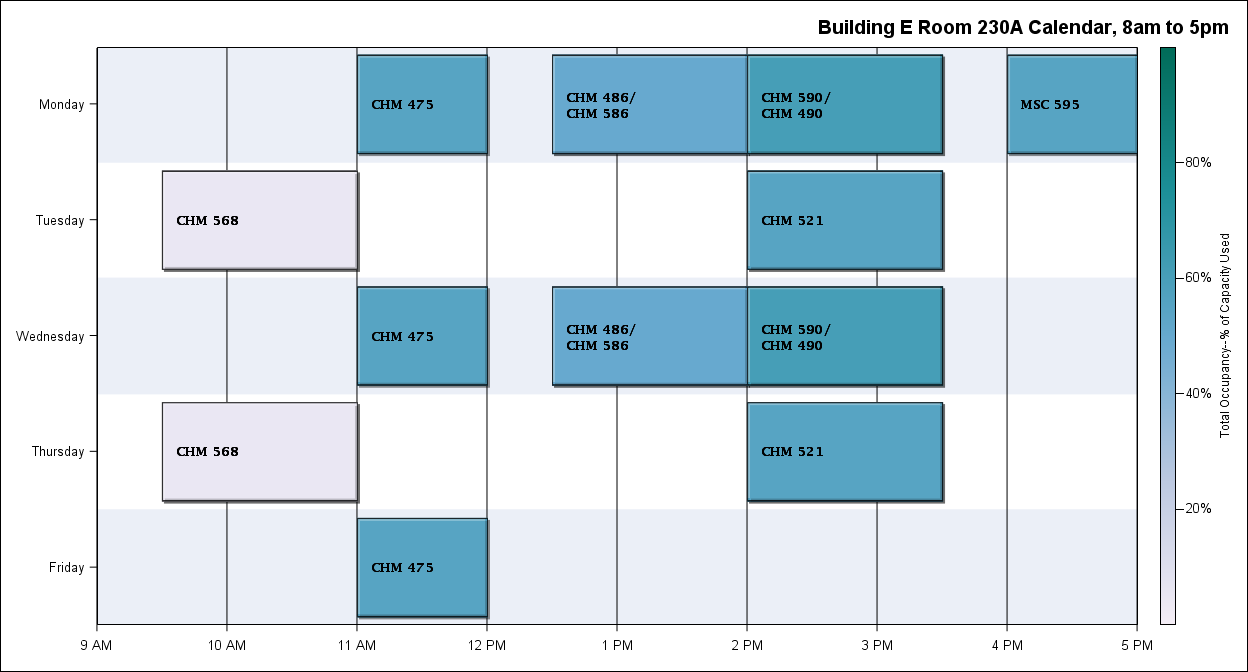 Building E Room 230A Calendar, 8am to 5pm
Monday
CHM 475
CHM 486/
CHM 586
CHM 590/
CHM 490
MSC 595
Tuesday
CHM 568
CHM 521
Wednesday
CHM 475
CHM 486/
CHM 586
CHM 590/
CHM 490
Thursday
CHM 568
CHM 521
Friday
CHM 475
9 AM 10 AM 11 AM 12 PM 1 PM 2 PM 3 PM 4 PM 5 PM
80%
60%
40%
20%
Total Occupancy--% of Capacity Used